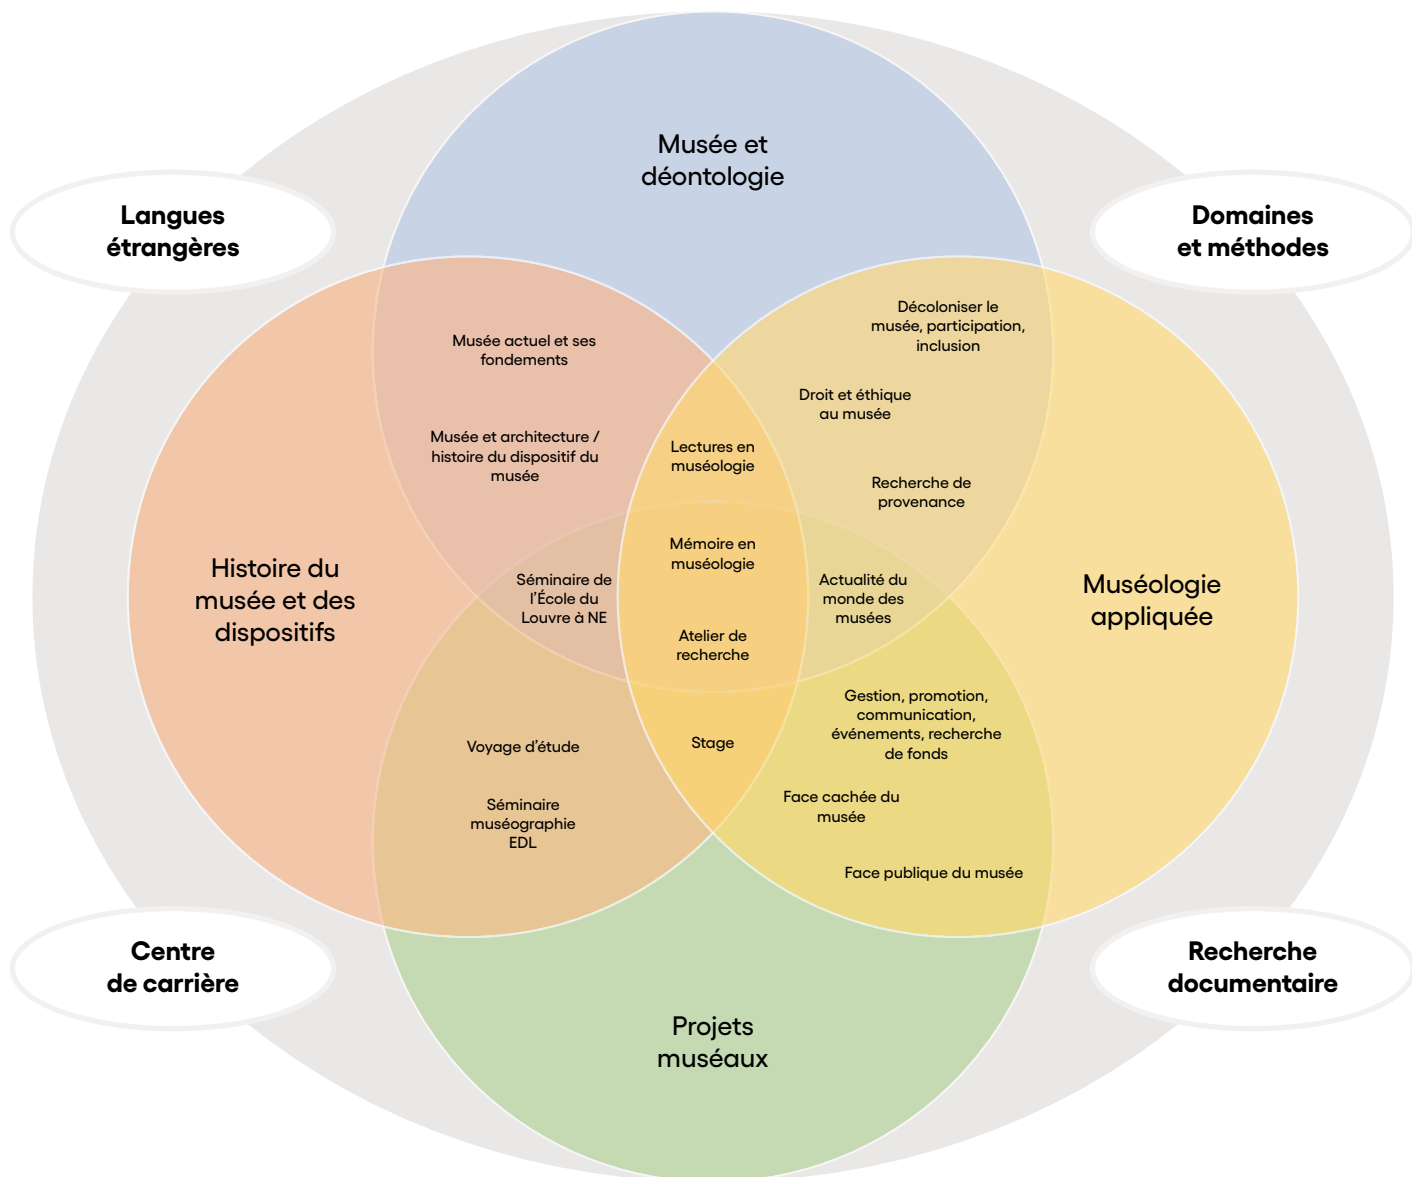 Musée et
déontologie
Langues
étrangères
Domaines
et méthodes
Décoloniser le
musée, participation,
inclusion
Musée actuel et ses
fondements
Droit et éthique
au musée
Musée et architecture /
histoire du dispositif du
musée
Lectures en
muséologie
Recherche de
provenance
Mémoire en
muséologie
Histoire du
musée et des
dispositifs
Séminaire de
l’École du
Louvre à NE
Actualité du
monde des
musées
Muséologie
appliquée
Atelier de
recherche
Gestion, promotion,
communication,
événements, recherche
de fonds
Voyage d’étude
Stage
Face cachée du
musée
Séminaire
muséographie
EDL
Face publique du musée
Centre
de carrière
Recherche
documentaire
Projets
muséaux